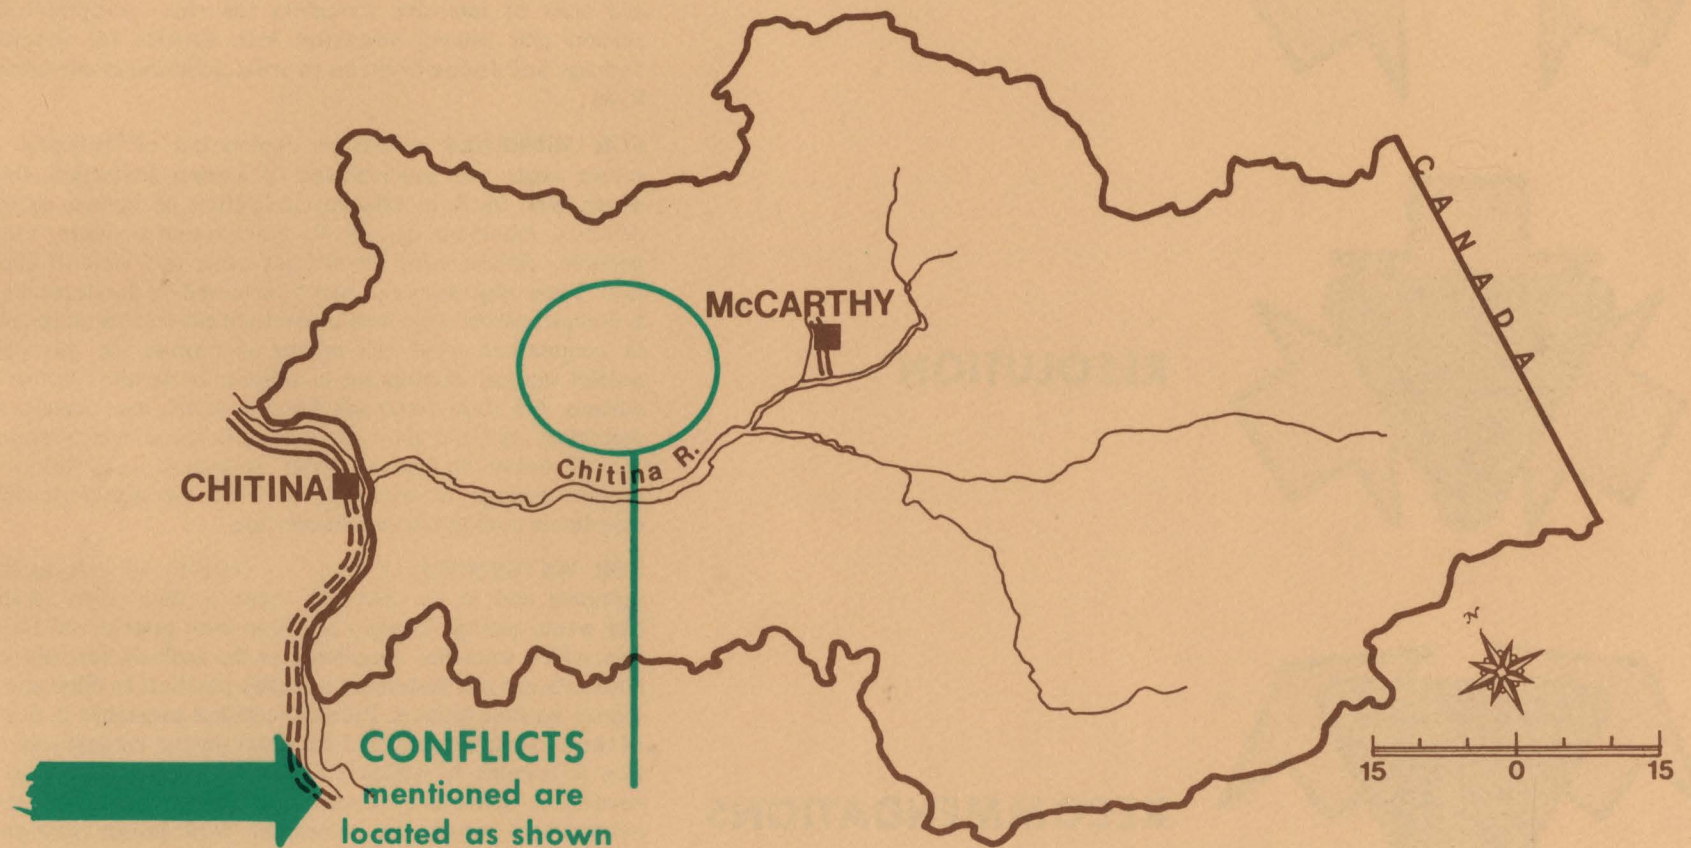 CANADA
McCARTHY
Chitina R.
CHITINA
N
CONFLICTS
mentioned are
located as shown
15 0 15